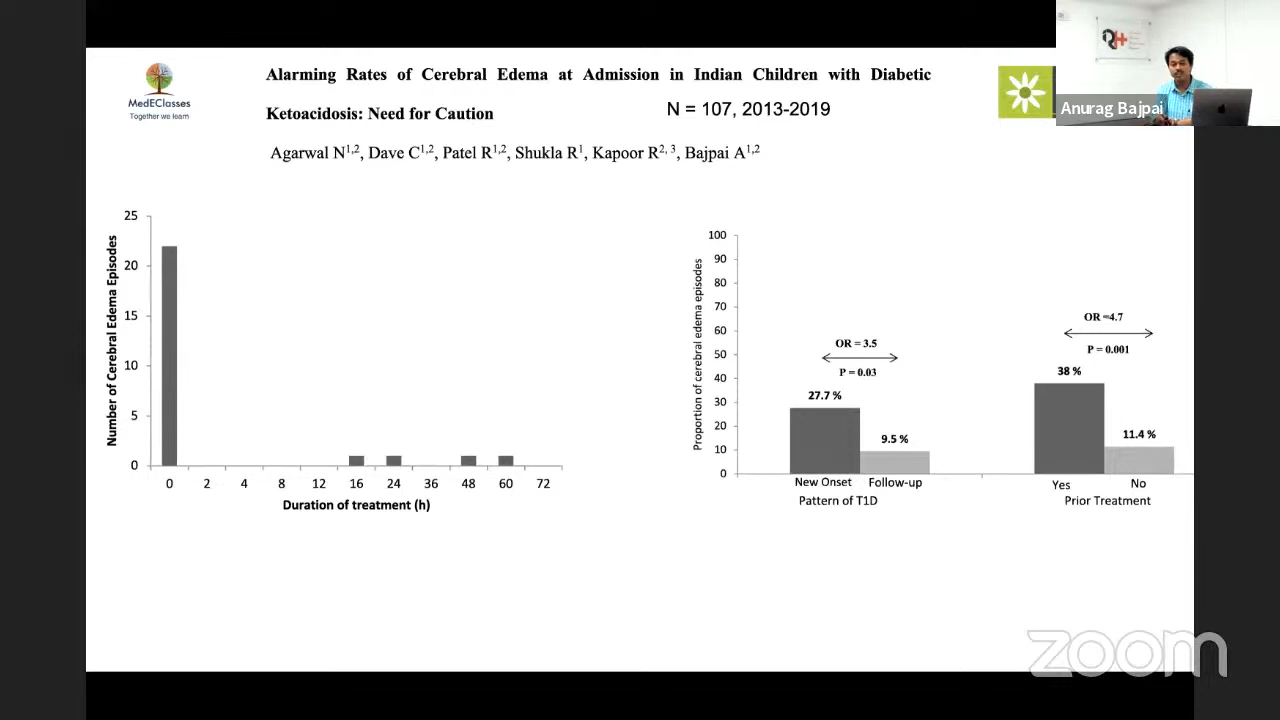 Alarming Rates of Cerebral Edema at Admission in Indian Children with Diabetic
Ketoacidosis: Need for Caution
N = 107, 2013-2019
Agarwal N1,2, Dave C1,2, Patel R1,2, Shukla R1, Kapoor R2, 3, Bajpai A1,2
MedEClasses
Together we learn
Anurag Bajpai
Number of Cerebral Edema Episodes
25
20
15
10
5
0
0 2 4 8 12 16 24 36 48 60 72
Duration of treatment (h)
Proportion of cerebral edema episodes
100
90
80
70
60
50
40
30
20
10
0
OR = 3.5
P = 0.03
27.7 %
9.5 %
New Onset Follow-up
Pattern of T1D
OR =4.7
P = 0.001
38 %
11.4 %
Yes No
Prior Treatment
zoom